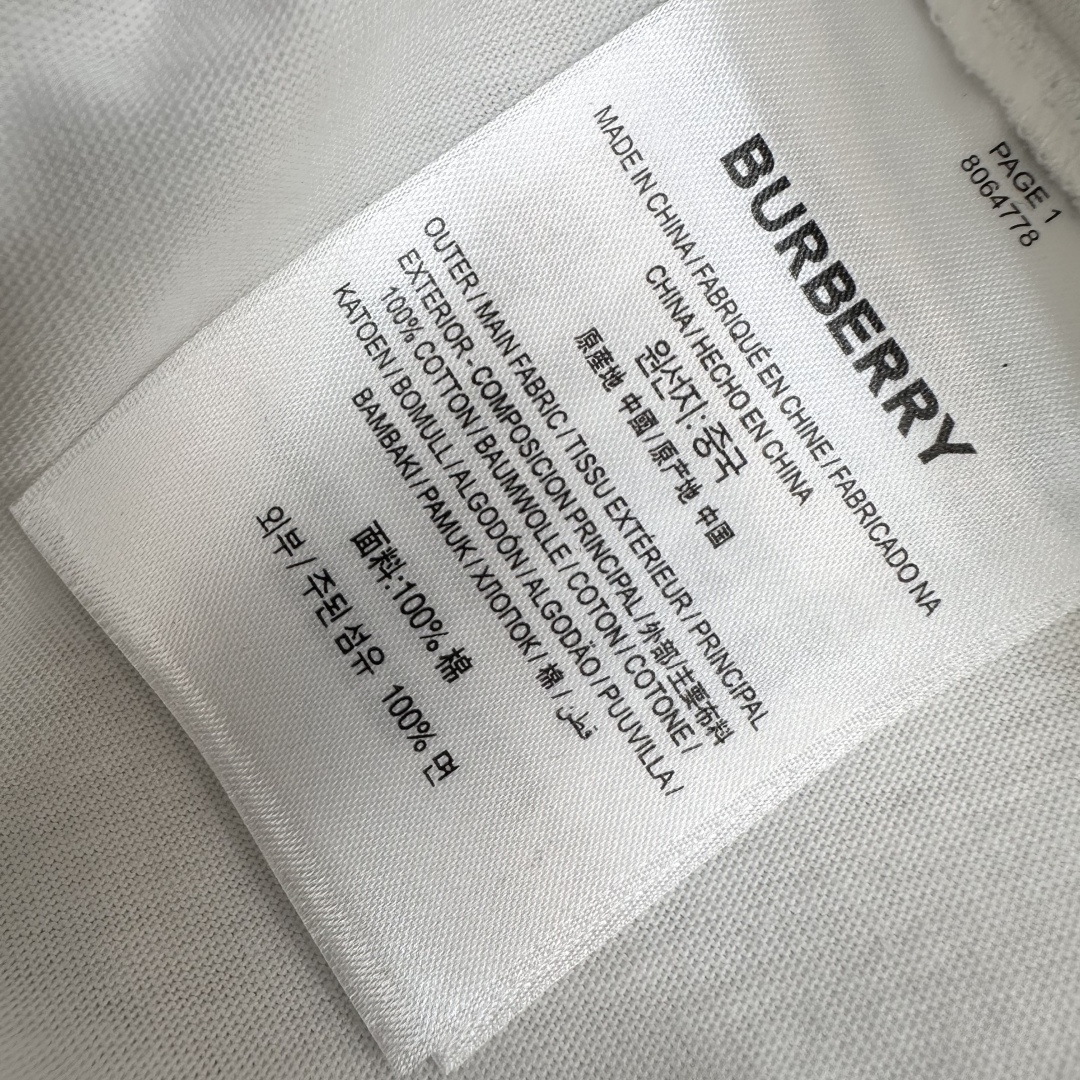 PAGE 1
8064778
BURBERRY
MADE IN CHINA / FABRIQUÉ EN CHINE / FABRICADO NA
CHINA / HECHO EN CHINA
원산지: 중국
原産地 中國 / 原产地 中国
OUTER / MAIN FABRIC / TISSU EXTÉRIEUR / PRINCIPAL
EXTERIOR - COMPOSICION PRINCIPAL / 外部/主要布料
100% COTTON / BAUMWOLLE / COTON / COTONE /
KATOEN / BOMULL / ALGODÓN / ALGODÃO / PUUVILLA /
BAMBAKI / PAMUK / ХЛОПОК / 棉 / قطن
面料:100% 棉
외부 / 주된 섬유 100% 면